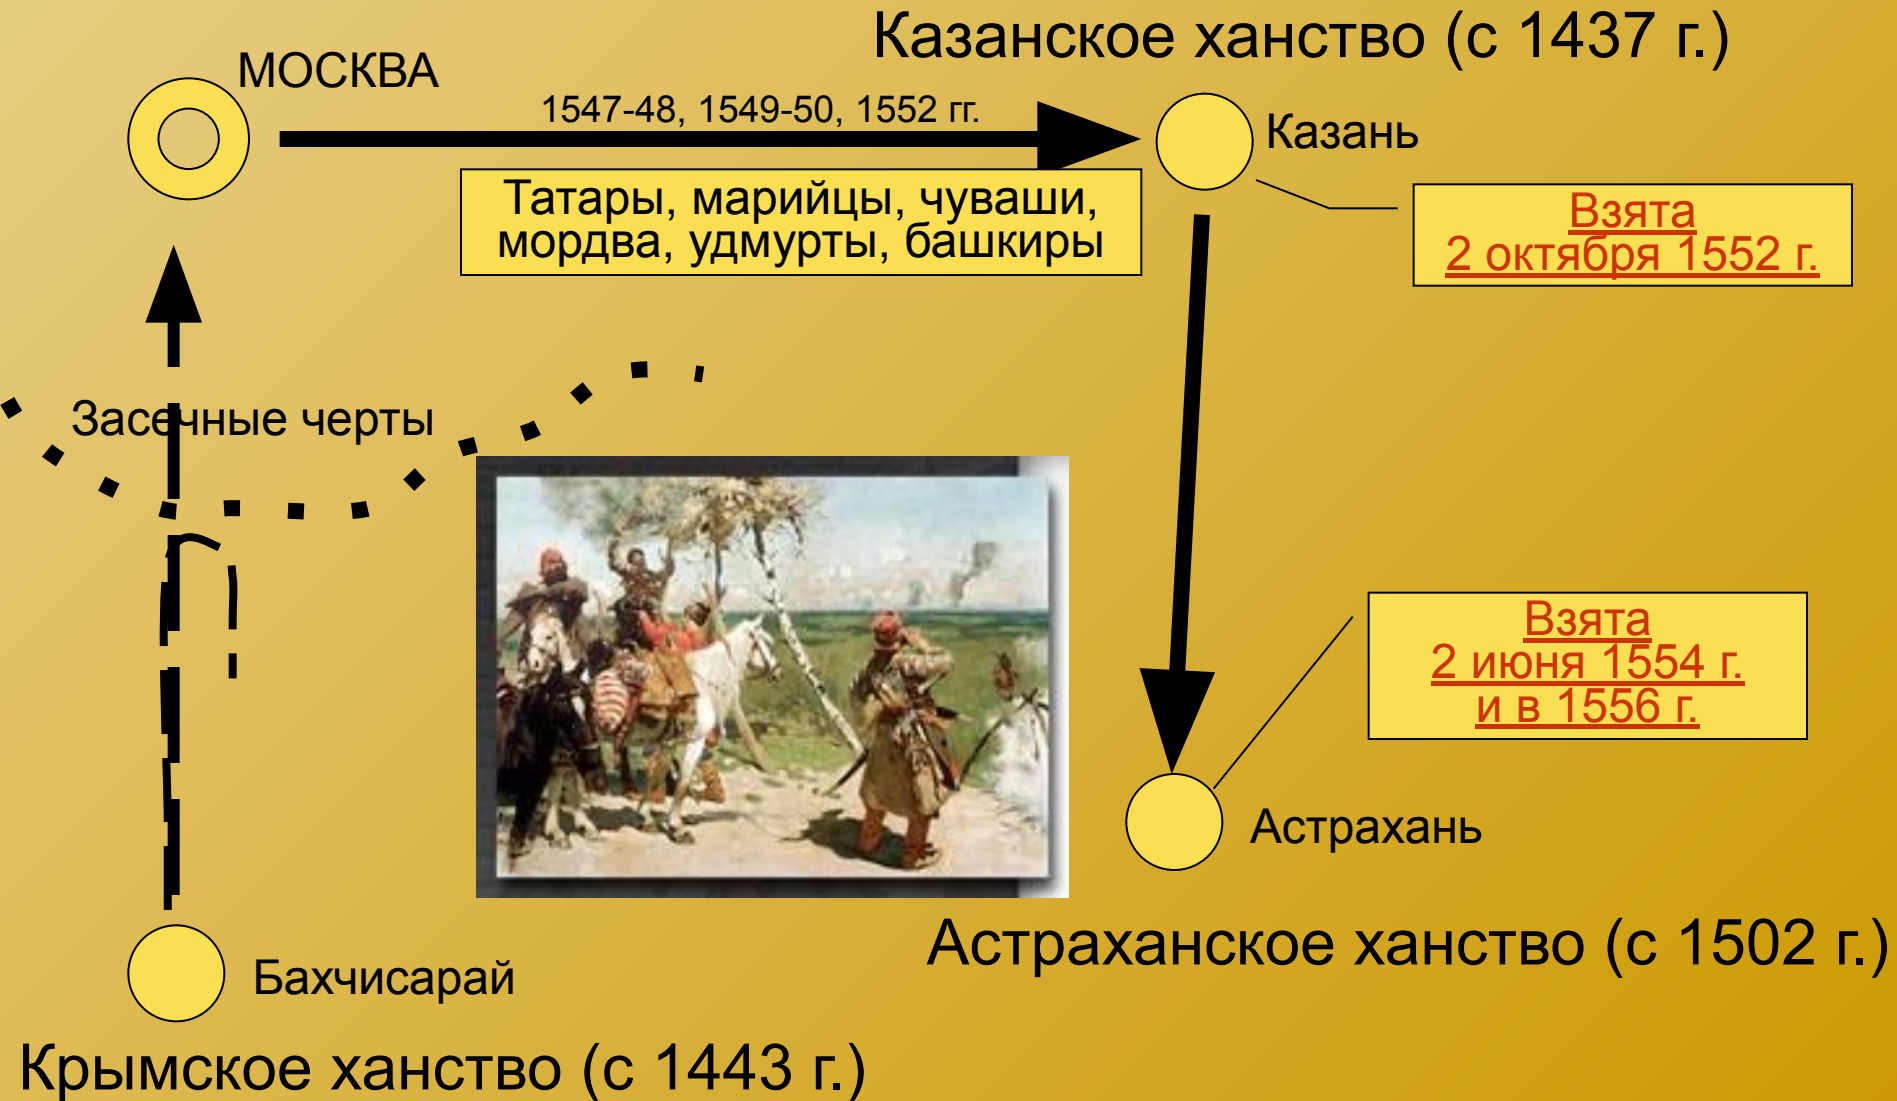 Казанское ханство (с 1437 г.)
МОСКВА
1547-48, 1549-50, 1552 гг.
Казань
Татары, марийцы, чуваши,
мордва, удмурты, башкиры
Взята
2 октября 1552 г.
Засечные черты
Взята
2 июня 1554 г.
и в 1556 г.
Астрахань
Астраханское ханство (с 1502 г.)
Бахчисарай
Крымское ханство (с 1443 г.)